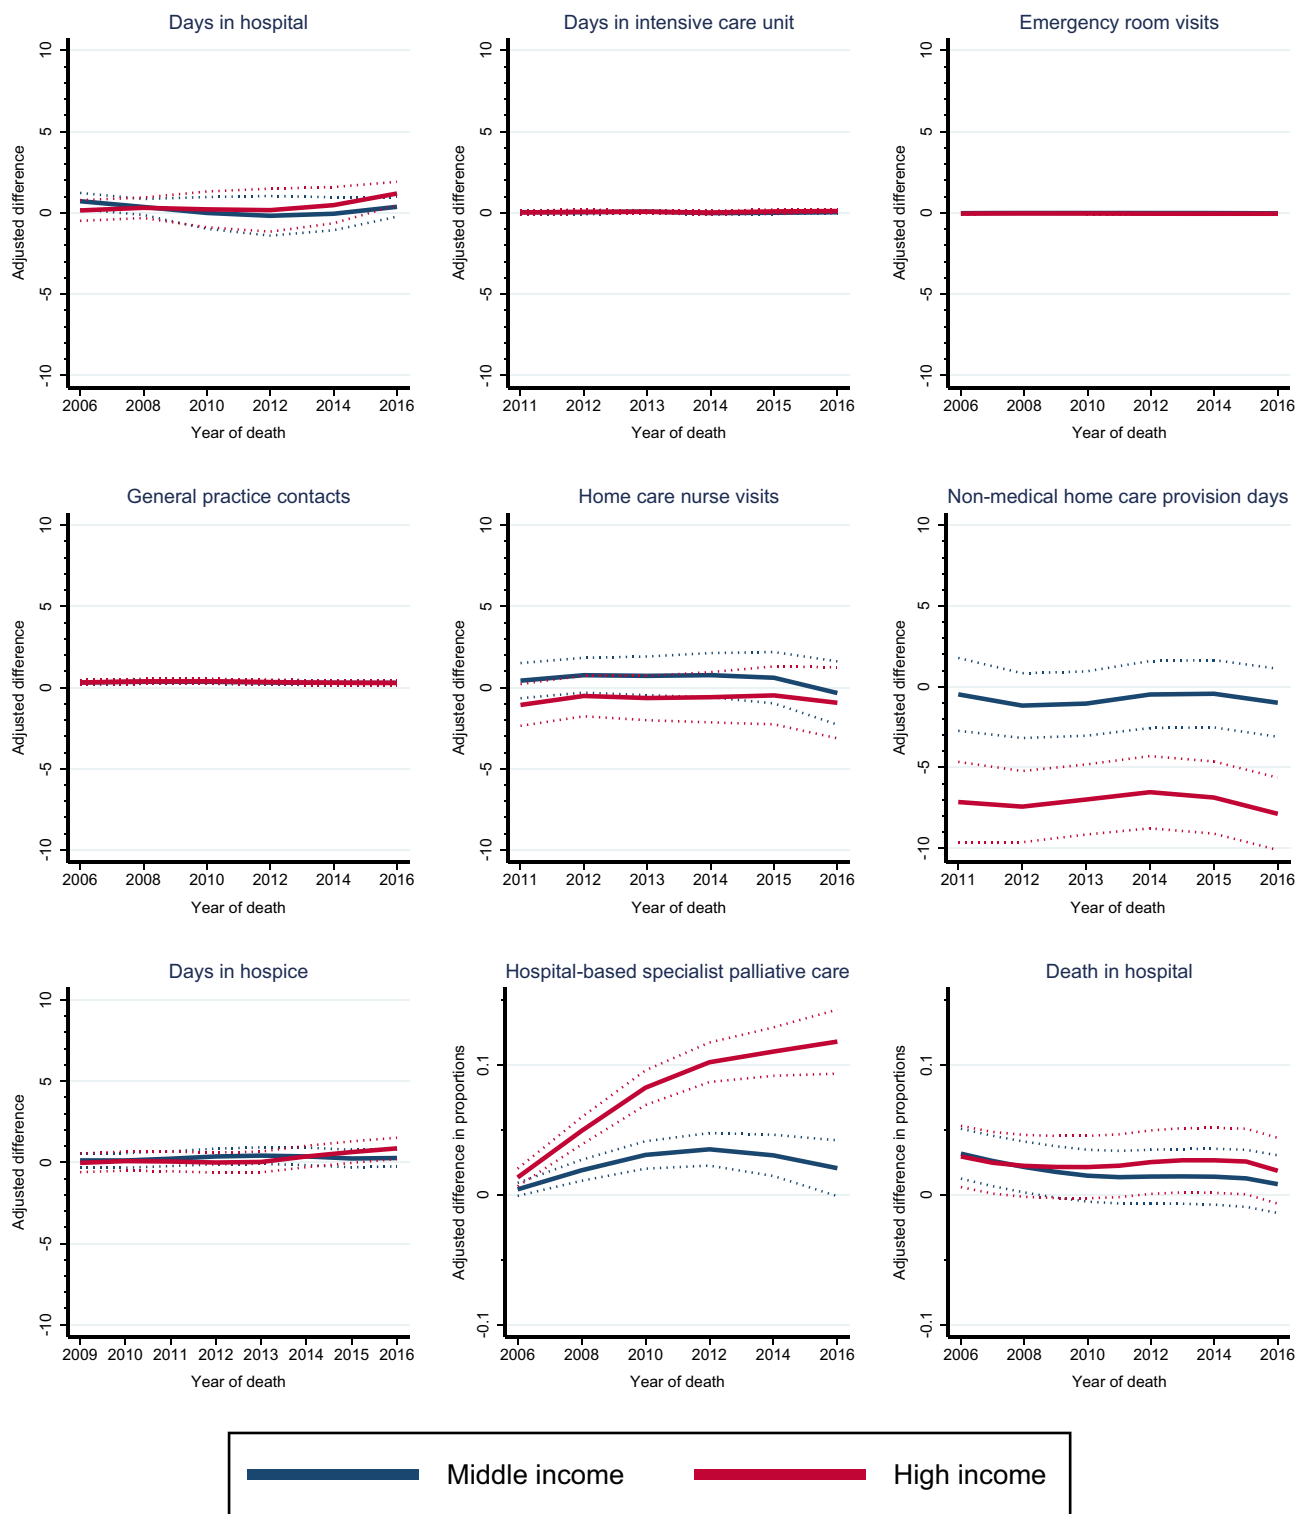 Days in hospital
Days in intensive care unit
Emergency room visits
Adjusted difference
10
5
0
-5
-10
2006 2008 2010 2012 2014 2016
Year of death
Adjusted difference
10
5
0
-5
-10
2011 2012 2013 2014 2015 2016
Year of death
Adjusted difference
10
5
0
-5
-10
2006 2008 2010 2012 2014 2016
Year of death
General practice contacts
Home care nurse visits
Non-medical home care provision days
Adjusted difference
10
5
0
-5
-10
2006 2008 2010 2012 2014 2016
Year of death
Adjusted difference
10
5
0
-5
-10
2011 2012 2013 2014 2015 2016
Year of death
Adjusted difference
10
5
0
-5
-10
2011 2012 2013 2014 2015 2016
Year of death
Days in hospice
Hospital-based specialist palliative care
Death in hospital
Adjusted difference
10
5
0
-5
-10
2009 2010 2011 2012 2013 2014 2015 2016
Year of death
Adjusted difference in proportions
0.11
0
-0.1
2006 2008 2010 2012 2014 2016
Year of death
Adjusted difference in proportions
0.11
0
-0.1
2006 2008 2010 2012 2014 2016
Year of death
Middle income
High income